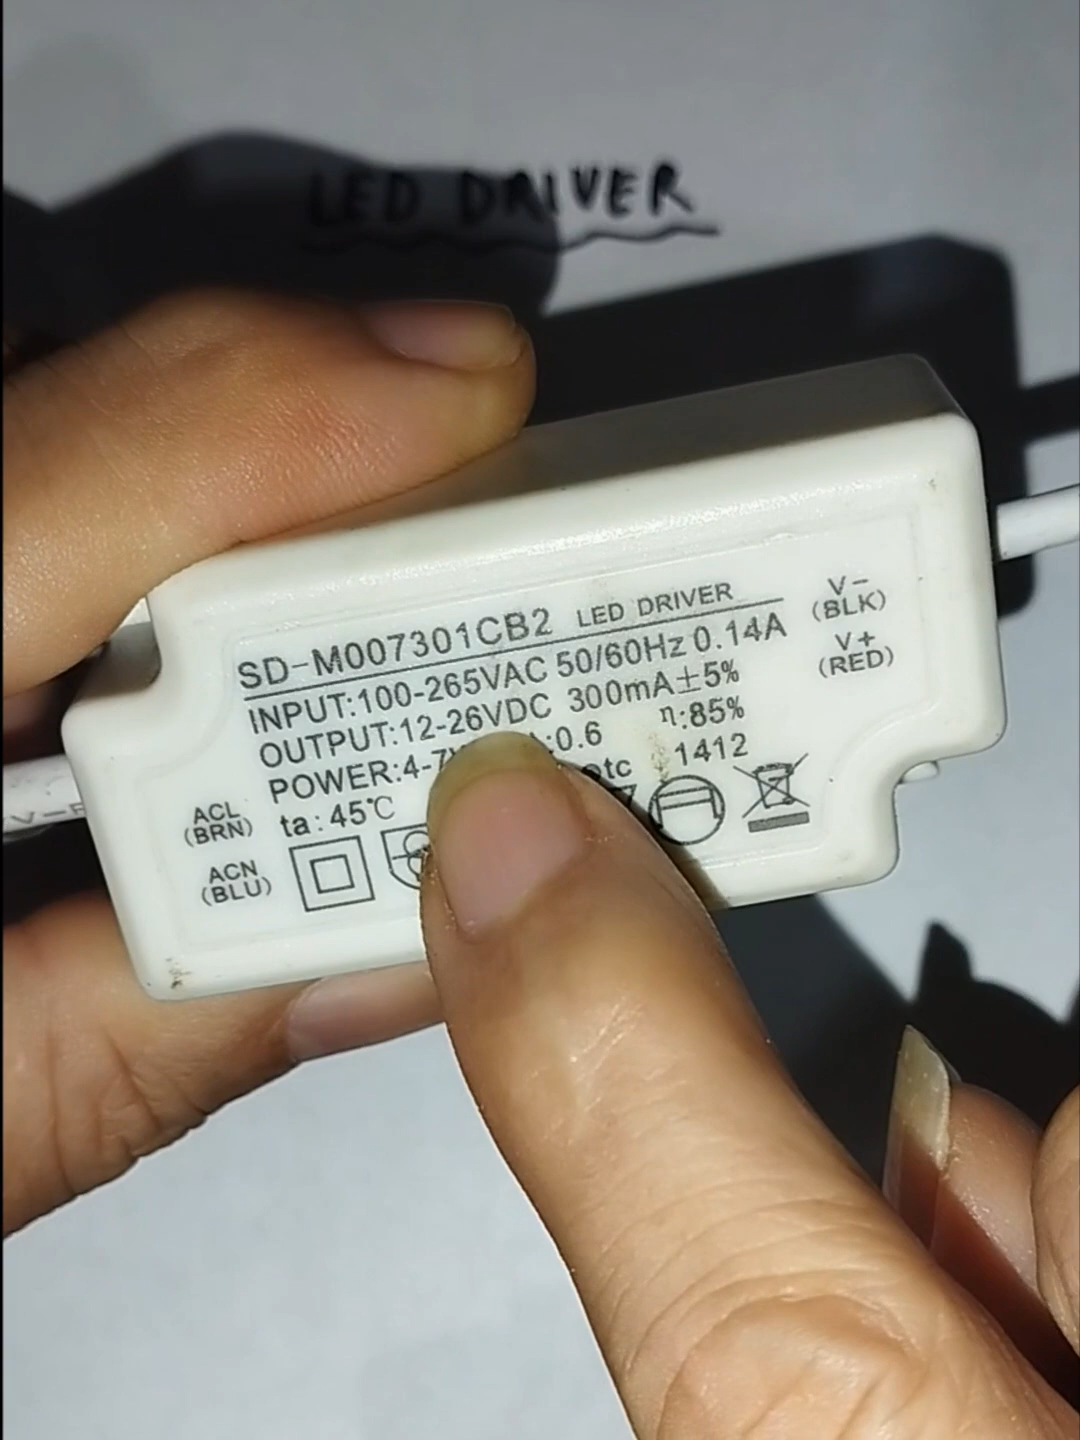 LED DRIVER
SD-M007301CB2 LED DRIVER
INPUT:100-265VAC 50/60Hz 0.14A
OUTPUT:12-26VDC 300mA±5%
POWER:4-7 :0.6 η:85%
ta:45℃ 1412
ACL
(BRN)
ACN
(BLU)
V-
(BLK)
V+
(RED)